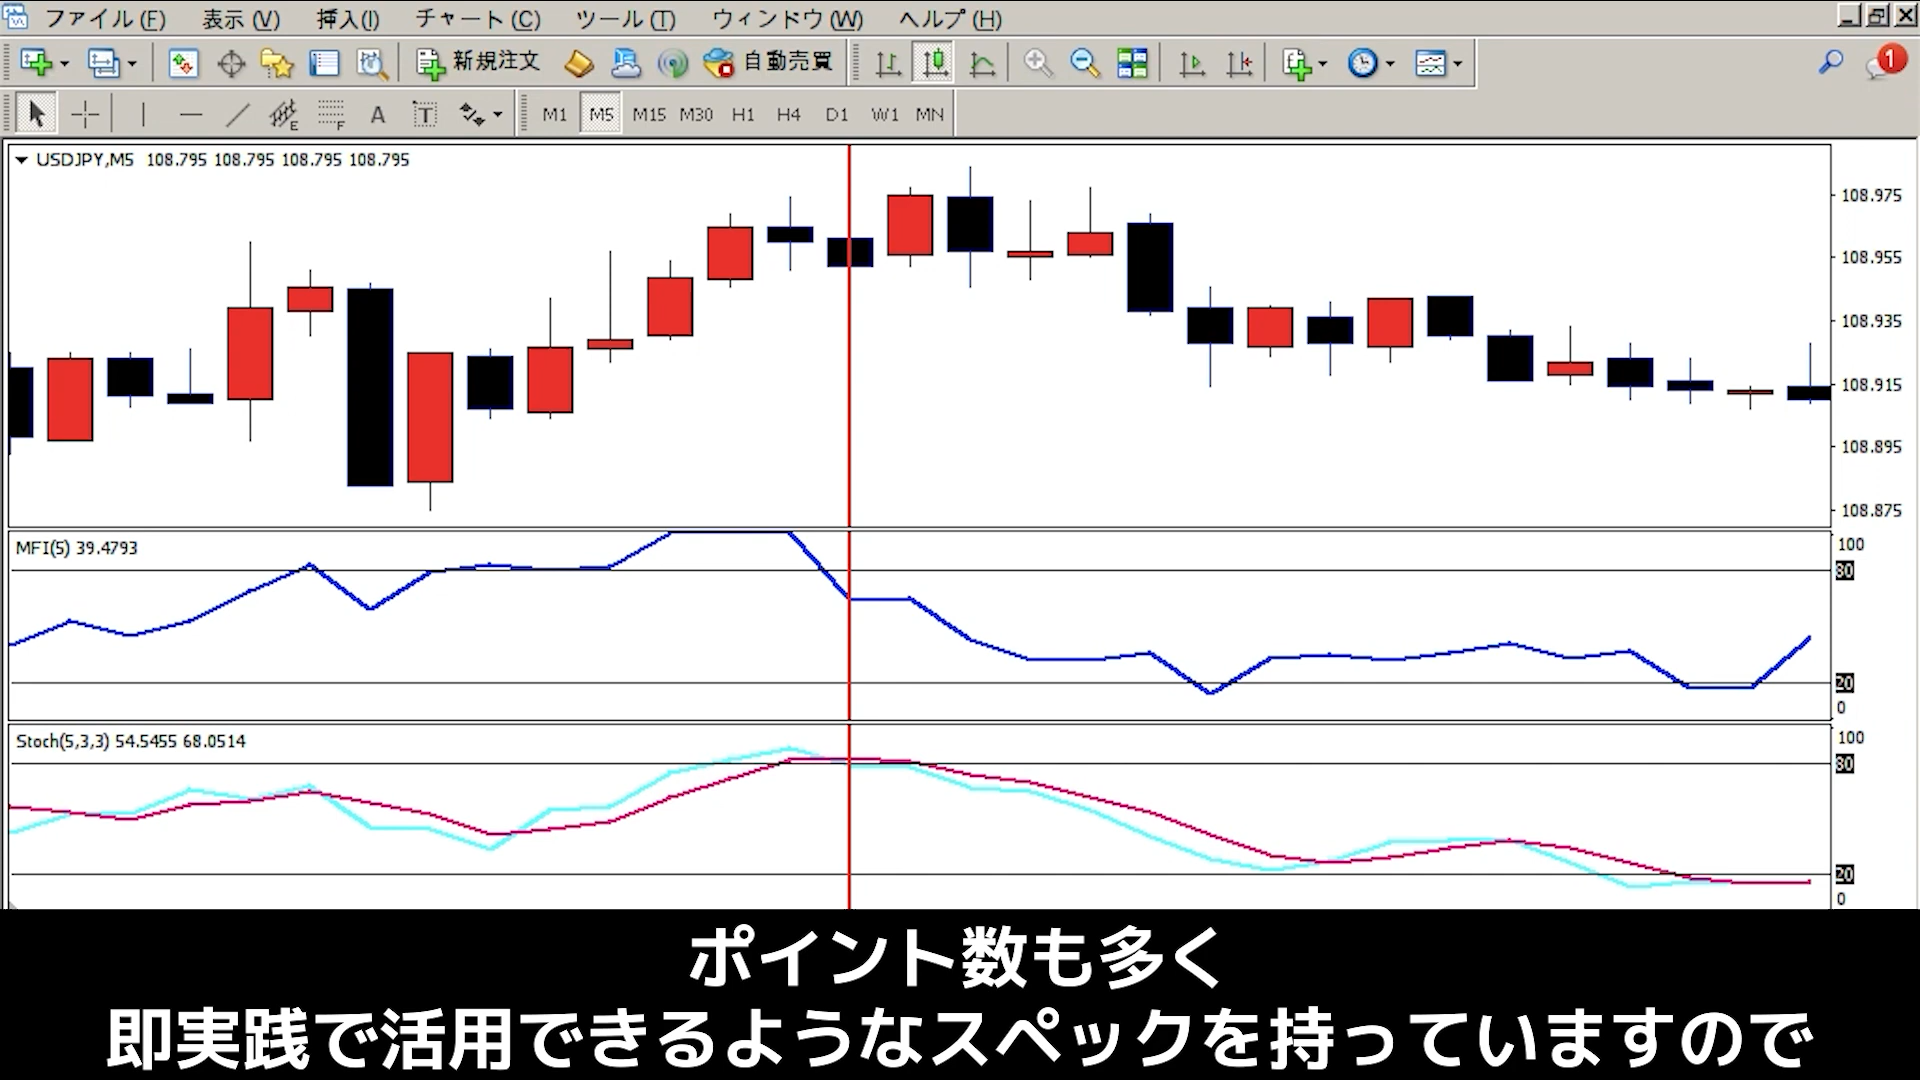 ファイル (F) 表示 (V) 挿入(I) チャート (C) ツール (T) ウィンドウ (W) ヘルプ (H)
新規注文 自動売買 1
E F A T M1 M5 M15 M30 H1 H4 D1 W1 MN
USDJPY,M5 108.795 108.795 108.795 108.795
108.975
108.955
108.935
108.915
108.895
108.875
MFI(5) 39.4793
100
80
20
0
Stoch(5,3,3) 54.5455 68.0514
100
80
20
0
ポイント数も多く
即実践で活用できるようなスペックを持っていますので